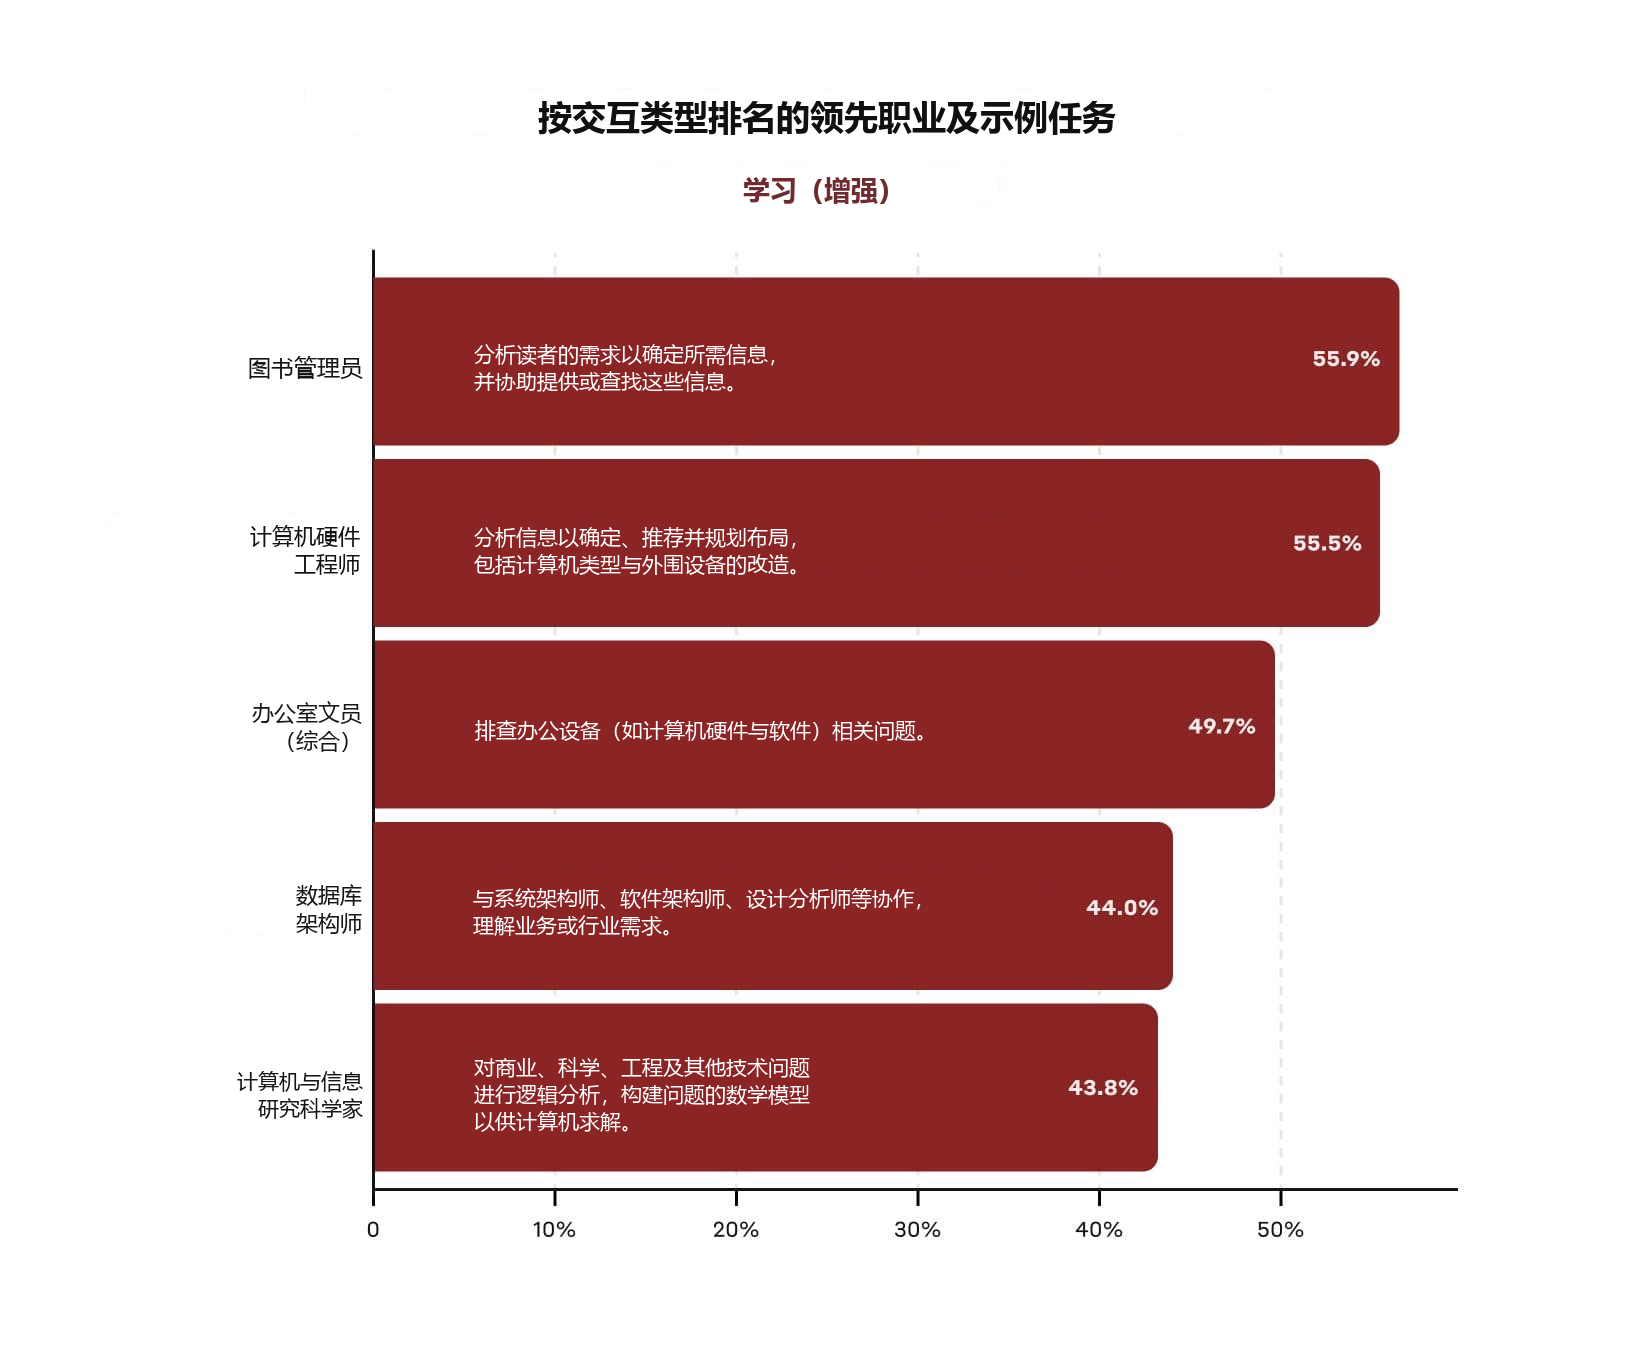 按交互类型排名的领先职业及示例任务
学习（增强）
图书管理员
分析读者的需求以确定所需信息，
并协助提供或查找这些信息。
55.9%
计算机硬件
工程师
分析信息以确定、推荐并规划布局，
包括计算机类型与外围设备的改造。
55.5%
办公室文员
（综合）
排查办公设备（如计算机硬件与软件）相关问题。
49.7%
数据库
架构师
与系统架构师、软件架构师、设计分析师等协作，
理解业务或行业需求。
44.0%
计算机与信息
研究科学家
对商业、科学、工程及其他技术问题
进行逻辑分析，构建问题的数学模型
以供计算机求解。
43.8%
0
10%
20%
30%
40%
50%